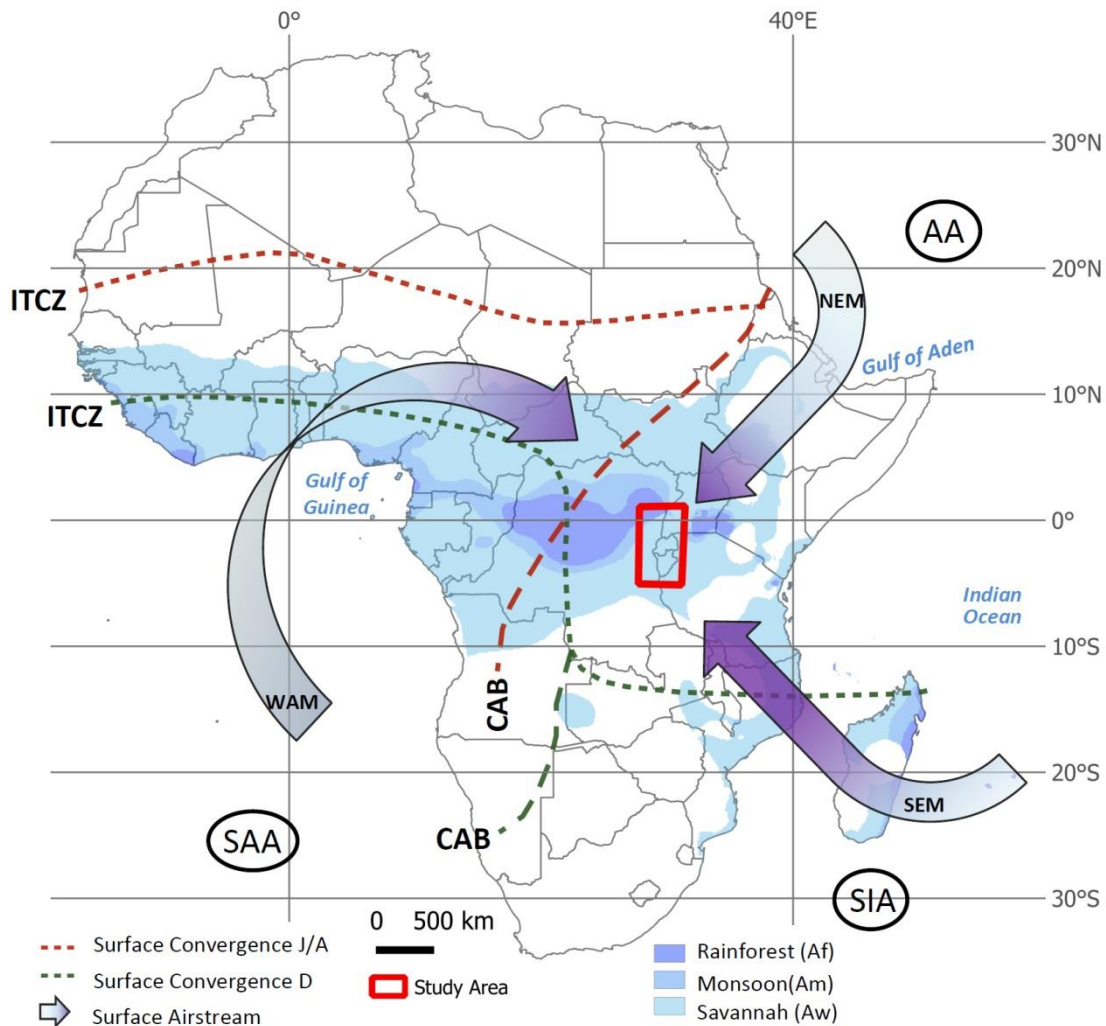 0°
40°E
30°N
AA
20°N
ITCZ
NEM
Gulf of Aden
10°N
ITCZ
Gulf of
Guinea
0°
Indian
Ocean
10°S
CAB
WAM
20°S
SEM
CAB
SAA
SIA
30°S
0 500 km
Surface Convergence J/A
Surface Convergence D
Surface Airstream
Study Area
Rainforest (Af)
Monsoon(Am)
Savannah (Aw)